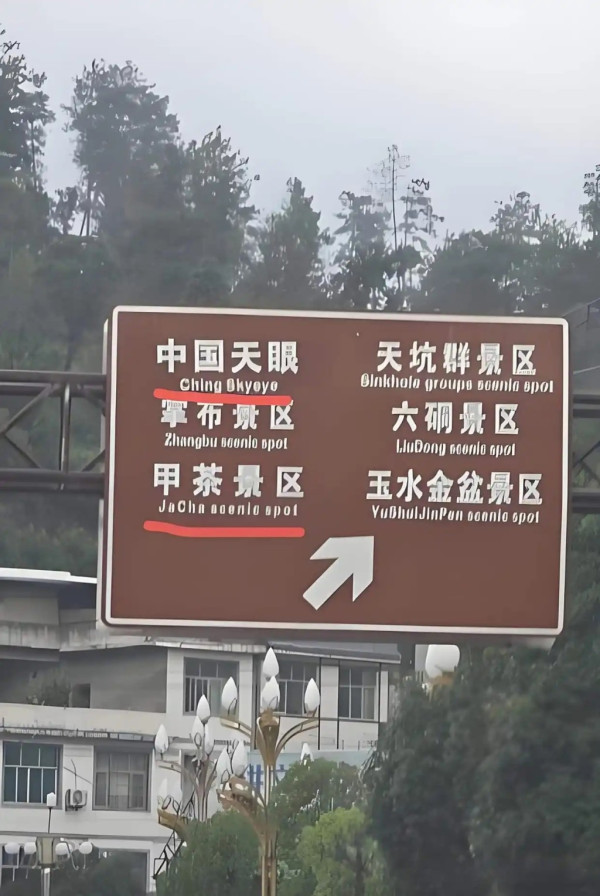 中国天眼
China Skyeye
掌布景区
Zhangbu scenic spot
甲茶景区
JaCha scenic spot
天坑群景区
Sinkhole groups scenic spot
六硐景区
LiuDong scenic spot
玉水金盆景区
YuShuiJinPen scenic spot